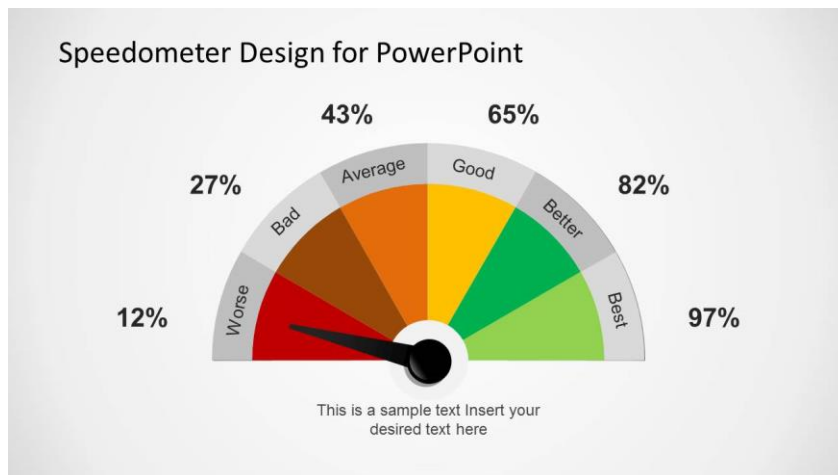 Speedometer Design for PowerPoint
43%
65%
27%
82%
12%
97%
Average
Good
Bad
Better
Worse
Best
This is a sample text Insert your
desired text here